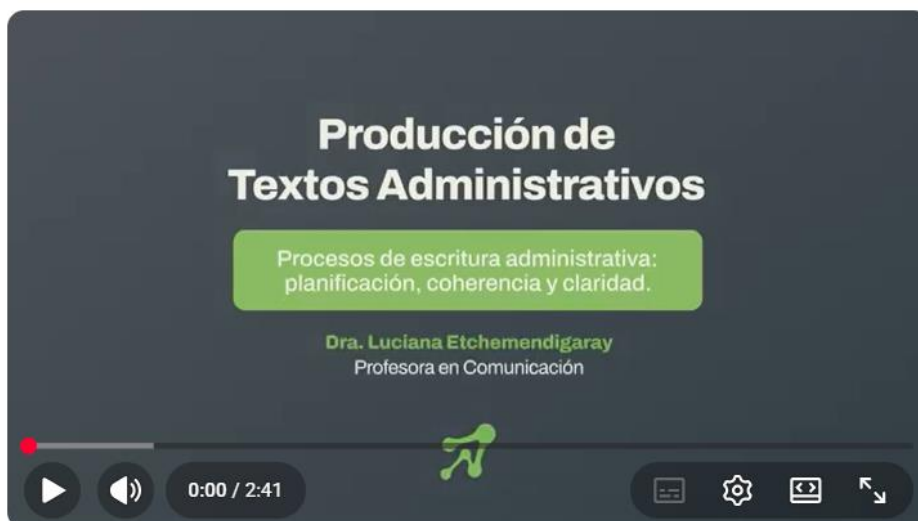 Producción de
Textos Administrativos
Procesos de escritura administrativa:
planificación, coherencia y claridad.
Dra. Luciana Etchemendigaray
Profesora en Comunicación
0:00 / 2:41